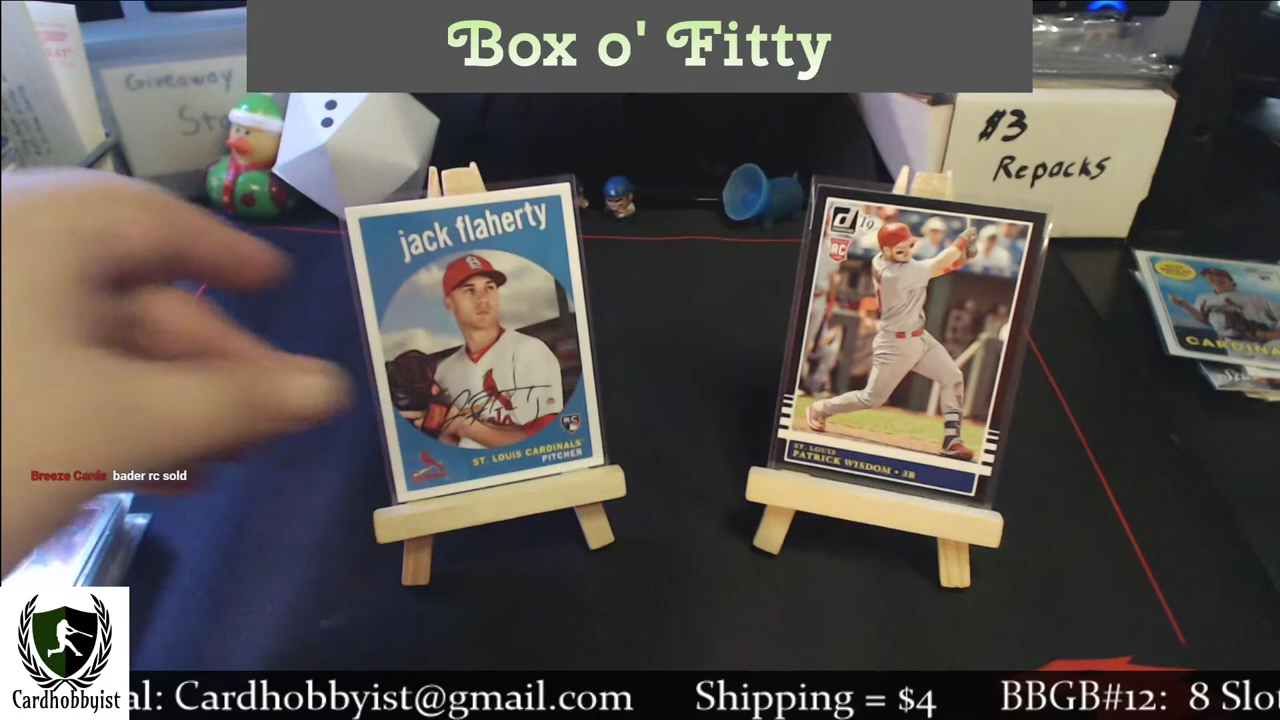 Box o' Fitty
Giveaway
#3
Repacks
jack flaherty
RC
ST. LOUIS CARDINALS
PITCHER
19
RC
ST. LOUIS
PATRICK WISDOM • 3B
CARDINA
Breeze Cards bader rc sold
Cardhobbyist
al: Cardhobbyist@gmail.com Shipping = $4 BBGB#12: 8 Slo